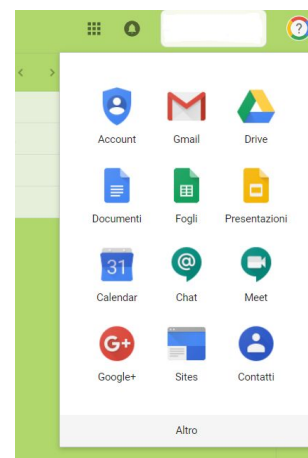 ?
Account Gmail Drive
Documenti Fogli Presentazioni
31
Calendar Chat Meet
G+
Google+ Sites Contatti
Altro